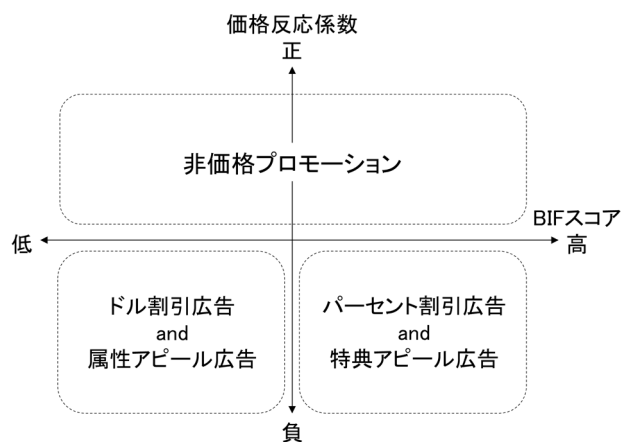 価格反応係数
正
非価格プロモーション
BIFスコア
低
高
ドル割引広告
and
属性アピール広告
パーセント割引広告
and
特典アピール広告
負